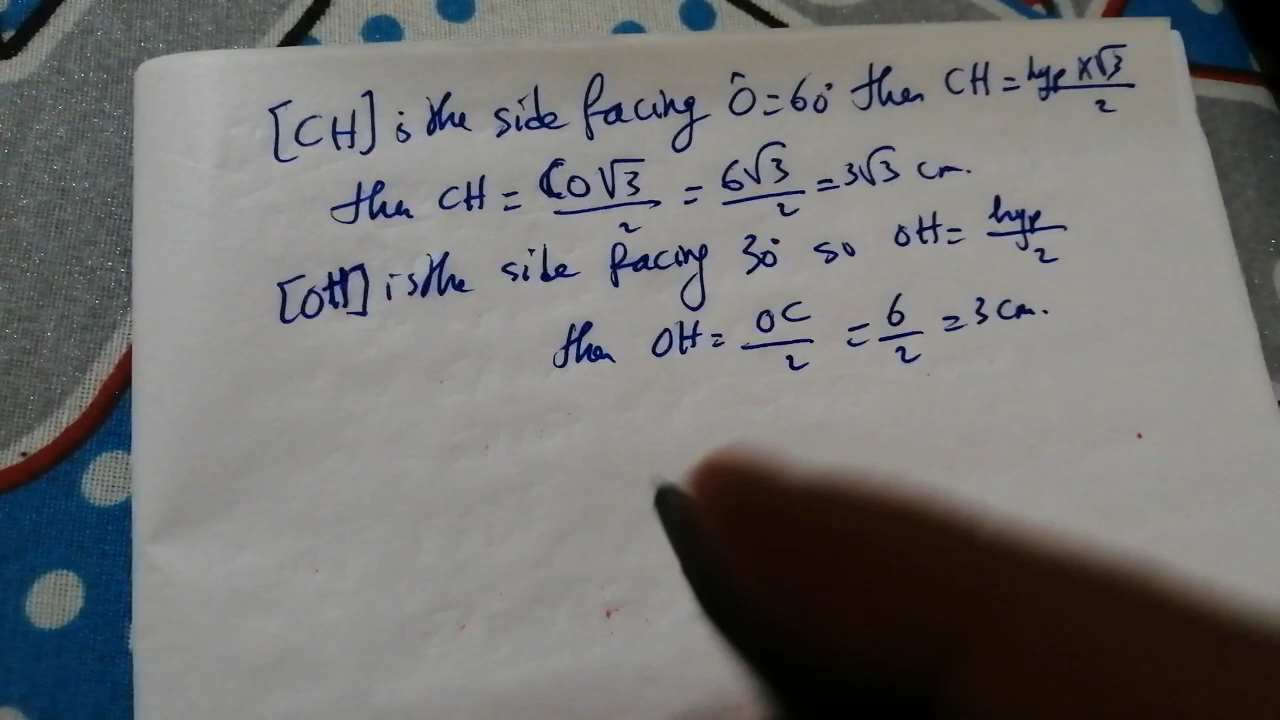 [CH] is the side facing Ô=60° then CH = hyp×√3/2
then CH = CO√3/2 = 6√3/2 = 3√3 cm.
[OH] is the side facing 30° so OH = hyp/2
then OH = OC/2 = 6/2 = 3 cm.